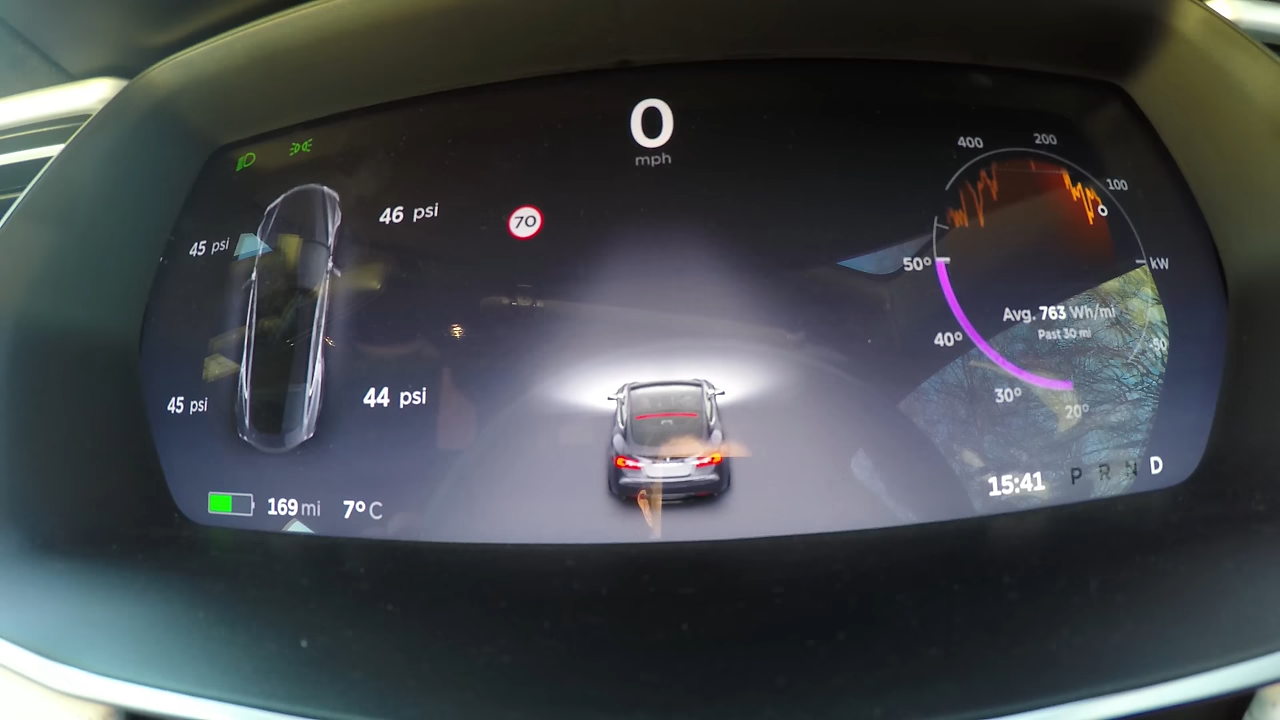 0
mph
400
200
100
46 psi
70
45 psi
50°
kW
Avg. 763 Wh/mi
Past 30 mi
40°
30°
20°
45 psi
44 psi
169 mi
7°C
15:41
P R N D